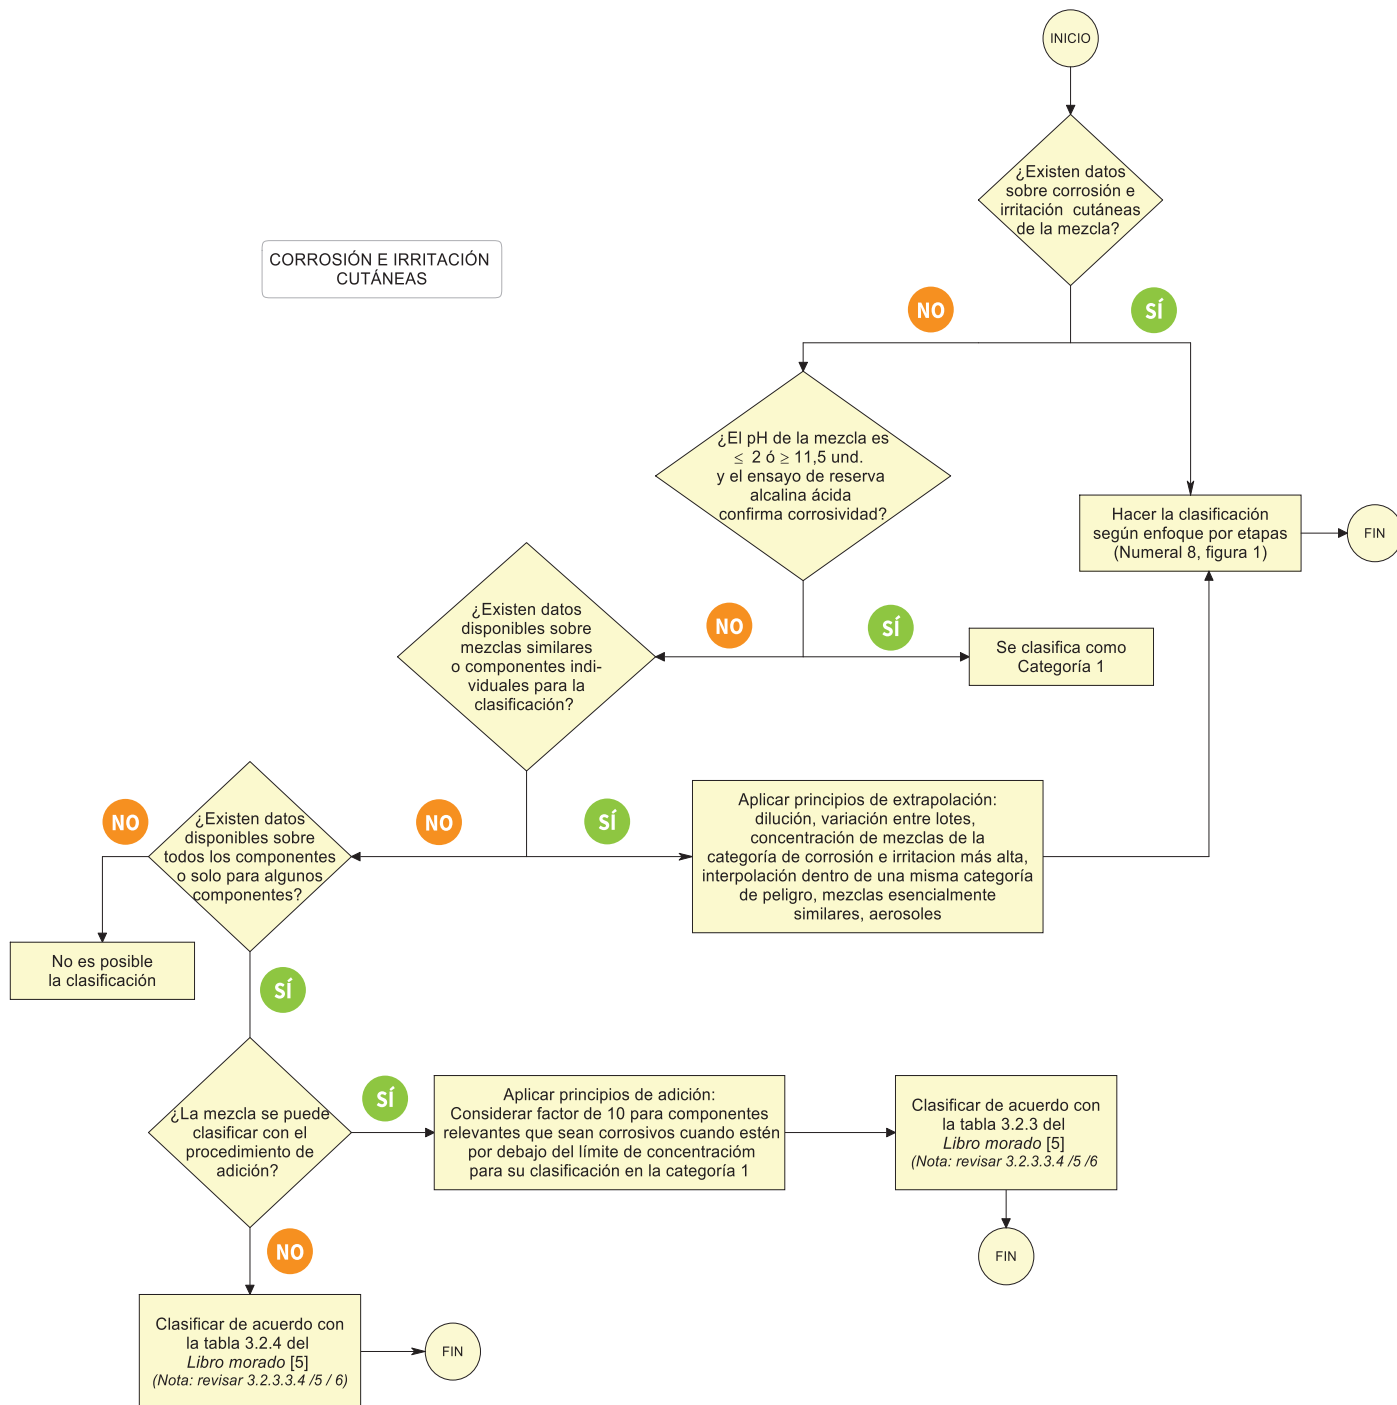 INICIO
¿Existen datos
sobre corrosión e
irritación  cutáneas
de la mezcla?
CORROSIÓN E IRRITACIÓN
CUTÁNEAS
NO
SÍ
¿El pH de la mezcla es
≤ 2 ó ≥ 11,5 und.
y el ensayo de reserva
alcalina ácida
confirma corrosividad?
Hacer la clasificación
según enfoque por etapas
(Numeral 8, figura 1)
FIN
¿Existen datos
disponibles sobre
mezclas similares
o componentes indi-
viduales para la
clasificación?
NO
SÍ
Se clasifica como
Categoría 1
NO
¿Existen datos
disponibles sobre
todos los componentes
o solo para algunos
componentes?
NO
SÍ
Aplicar principios de extrapolación:
dilución, variación entre lotes,
concentración de mezclas de la
categoría de corrosión e irritacion más alta,
interpolación dentro de una misma categoría
de peligro, mezclas esencialmente
similares, aerosoles
No es posible
la clasificación
SÍ
¿La mezcla se puede
clasificar con el
procedimiento de
adición?
SÍ
Aplicar principios de adición:
Considerar factor de 10 para componentes
relevantes que sean corrosivos cuando estén
por debajo del límite de concentracióm
para su clasificación en la categoría 1
Clasificar de acuerdo con
la tabla 3.2.3 del
Libro morado [5]
(Nota: revisar 3.2.3.3.4 /5 /6
NO
FIN
Clasificar de acuerdo con
la tabla 3.2.4 del
Libro morado [5]
(Nota: revisar 3.2.3.3.4 /5 / 6)
FIN